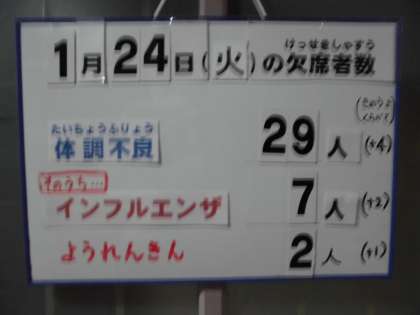 けっせきしゃすう
1月24日(火)の欠席者数
(きのうと
くらべて)
たいちょうふりょう
体調不良 29人 (+4)
そのうち…
インフルエンザ 7人 (+2)
ようれんきん 2人 (+1)